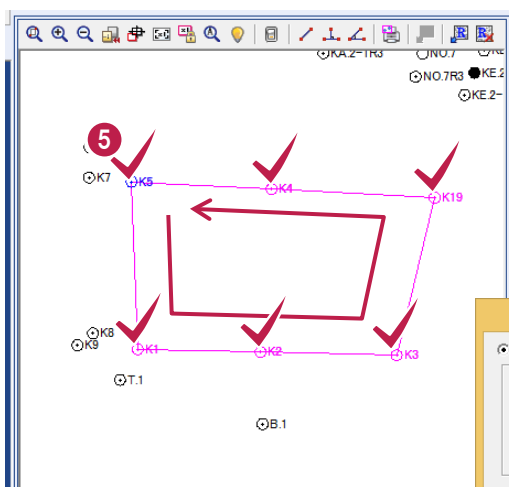 KA.2-1R3
NO.7
NO.7R3
KE.2
KE.2-
5
K7
K5
K4
K19
K8
K9
K1
K2
K3
T.1
B.1